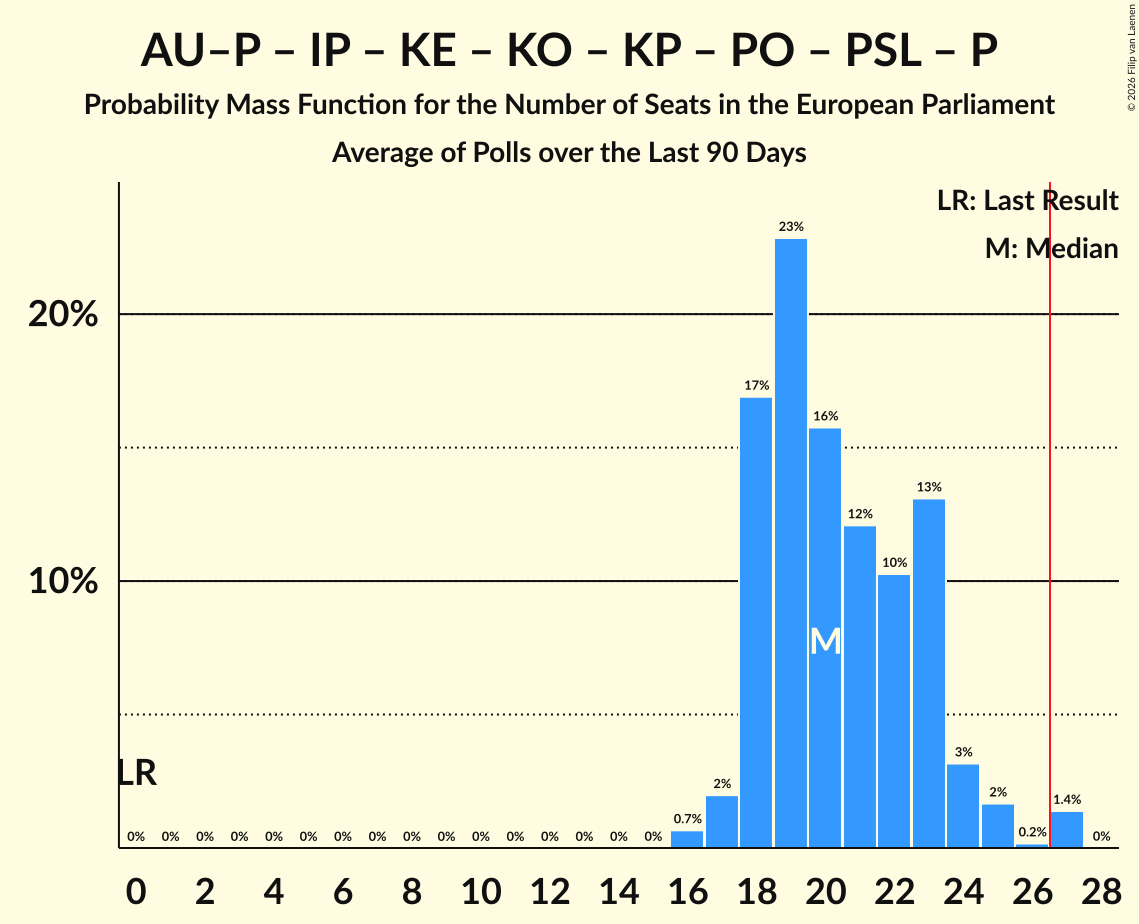 AU–P – IP – KE – KO – KP – PO – PSL – P
Probability Mass Function for the Number of Seats in the European Parliament
Average of Polls over the Last 90 Days
© 2026 Filip van Laenen
LR: Last Result
M: Median
20%
10%
23%
17%
16%
13%
12%
10%
M
3%
2%
2%
1.4%
0.7%
0.2%
LR
0% 0% 0% 0% 0% 0% 0% 0% 0% 0% 0% 0% 0% 0% 0% 0% 0%
0 2 4 6 8 10 12 14 16 18 20 22 24 26 28